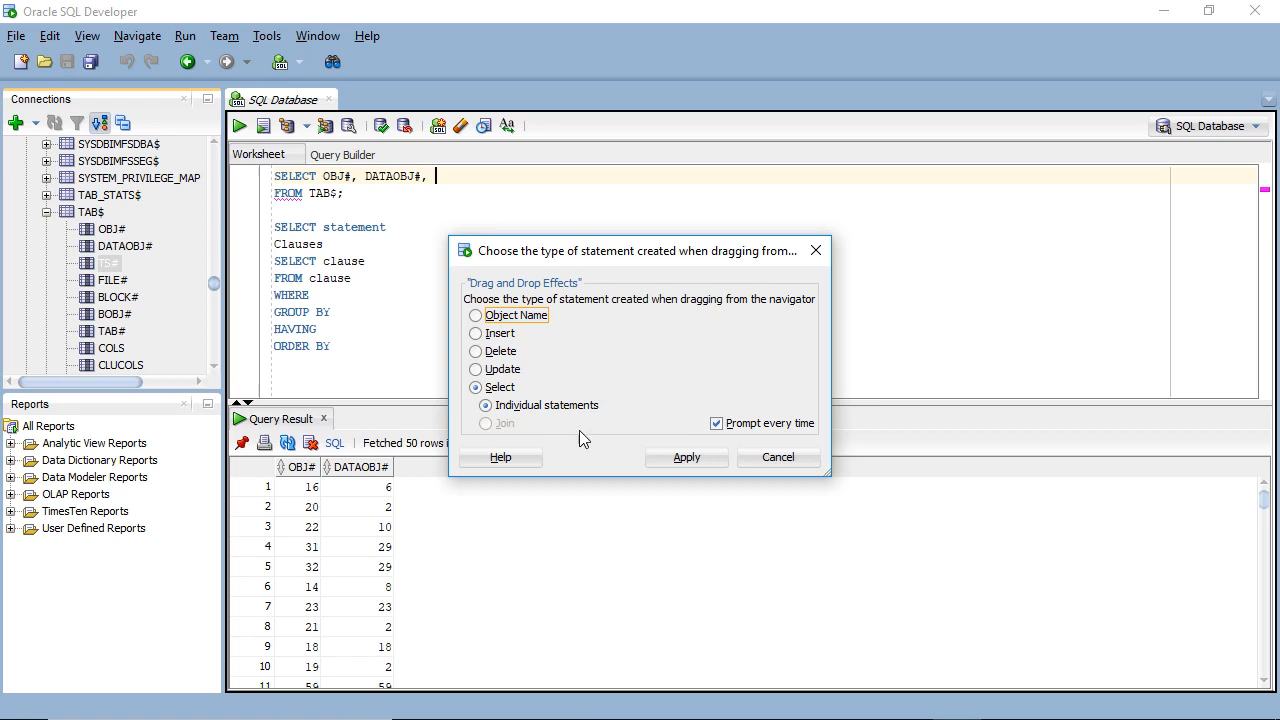 Oracle SQL Developer
File Edit View Navigate Run Team Tools Window Help
Connections
SQL Database
SQL Database
Worksheet Query Builder
SYSDBIMFSDBA$
SYSDBIMFSSEG$
SYSTEM_PRIVILEGE_MAP
TAB_STATS$
TAB$
OBJ#
DATAOBJ#
TS#
FILE#
BLOCK#
BOBJ#
TAB#
COLS
CLUCOLS
SELECT OBJ#, DATAOBJ#,
FROM TAB$;
SELECT statement
Clauses
SELECT clause
FROM clause
WHERE
GROUP BY
HAVING
ORDER BY
Choose the type of statement created when dragging from...
"Drag and Drop Effects"
Choose the type of statement created when dragging from the navigator
Object Name
Insert
Delete
Update
Select
Individual statements
Join
Prompt every time
Help Apply Cancel
Reports
All Reports
Analytic View Reports
Data Dictionary Reports
Data Modeler Reports
OLAP Reports
TimesTen Reports
User Defined Reports
Query Result
SQL Fetched 50 rows i
OBJ# DATAOBJ#
1 16 6
2 20 2
3 22 10
4 31 29
5 32 29
6 14 8
7 23 23
8 21 2
9 18 18
10 19 2
11 59 59